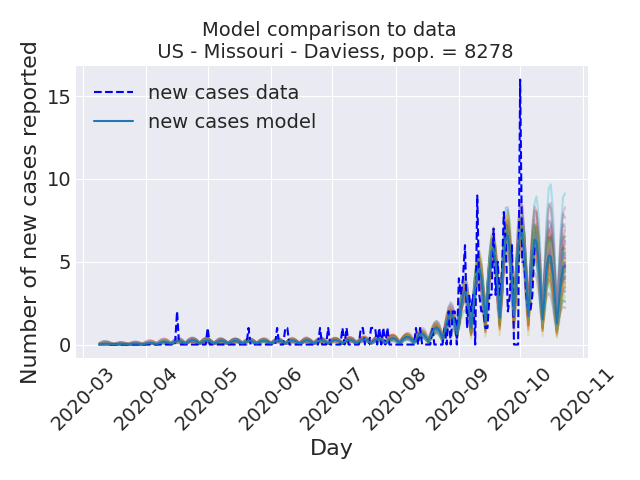 Model comparison to data
US - Missouri - Daviess, pop. = 8278
Number of new cases reported
15
10
5
0
new cases data
new cases model
2020-03
2020-04
2020-05
2020-06
2020-07
2020-08
2020-09
2020-10
2020-11
Day